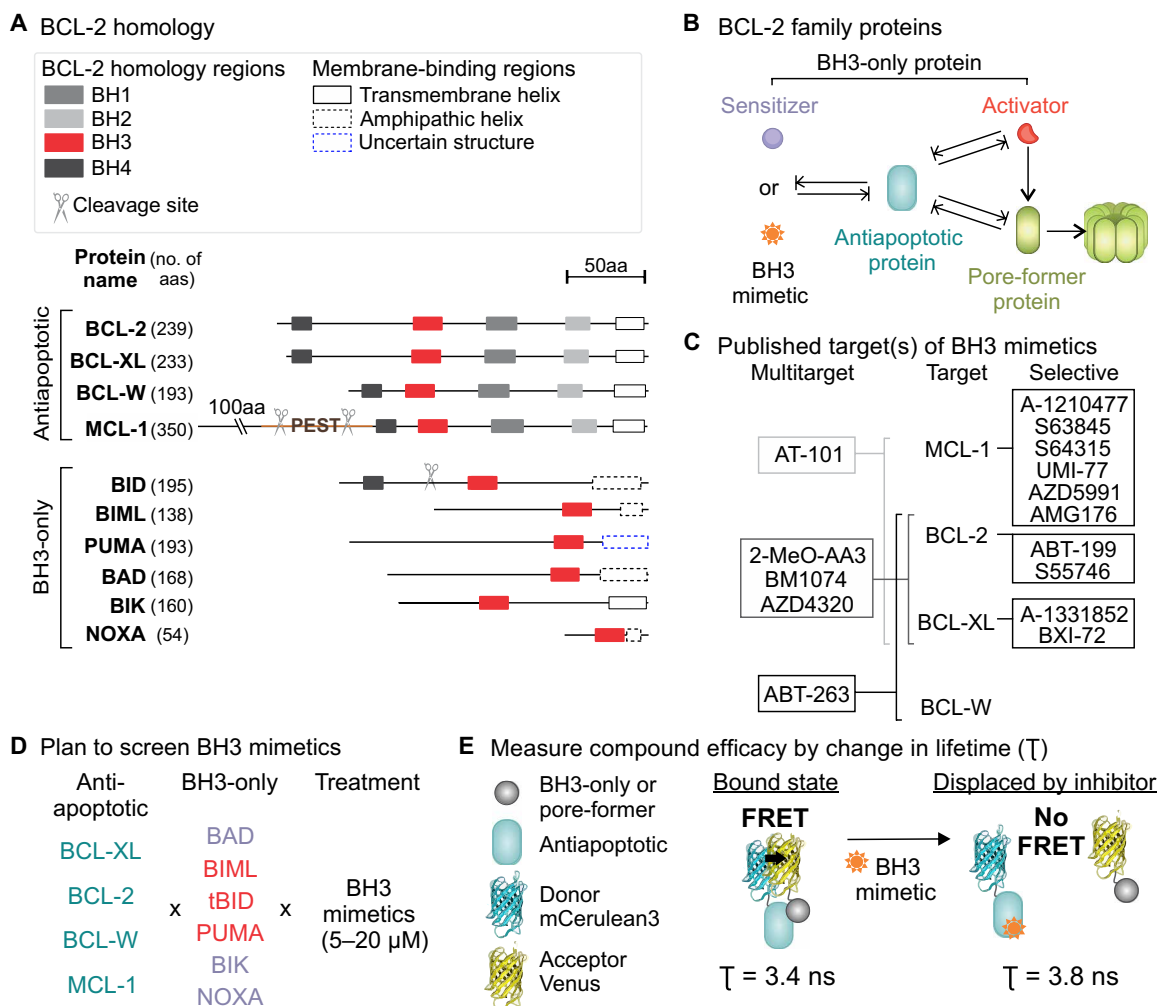 A BCL-2 homology
BCL-2 homology regions
BH1
BH2
BH3
BH4
Cleavage site
Membrane-binding regions
Transmembrane helix
Amphipathic helix
Uncertain structure
Protein (no. of
name aas)
50aa
Antiapoptotic
BCL-2 (239)
BCL-XL (233)
BCL-W (193)
100aa
PEST
MCL-1 (350)
BH3-only
BID (195)
BIML (138)
PUMA (193)
BAD (168)
BIK (160)
NOXA (54)
B BCL-2 family proteins
BH3-only protein
Sensitizer
Activator
or
BH3
mimetic
Antiapoptotic
protein
Pore-former
protein
C Published target(s) of BH3 mimetics
Multitarget Target Selective
AT-101
2-MeO-AA3
BM1074
AZD4320
ABT-263
MCL-1
BCL-2
BCL-XL
BCL-W
A-1210477
S63845
S64315
UMI-77
AZD5991
AMG176
ABT-199
S55746
A-1331852
BXI-72
D Plan to screen BH3 mimetics
Anti-
apoptotic
BCL-XL
BCL-2
BCL-W
MCL-1
x
BH3-only
BAD
BIML
tBID
PUMA
BIK
NOXA
x
Treatment
BH3
mimetics
(5–20 µM)
E Measure compound efficacy by change in lifetime (Ʈ)
BH3-only or
pore-former
Antiapoptotic
Donor
mCerulean3
Acceptor
Venus
Bound state
FRET
Ʈ = 3.4 ns
BH3
mimetic
Displaced by inhibitor
No
FRET
Ʈ = 3.8 ns